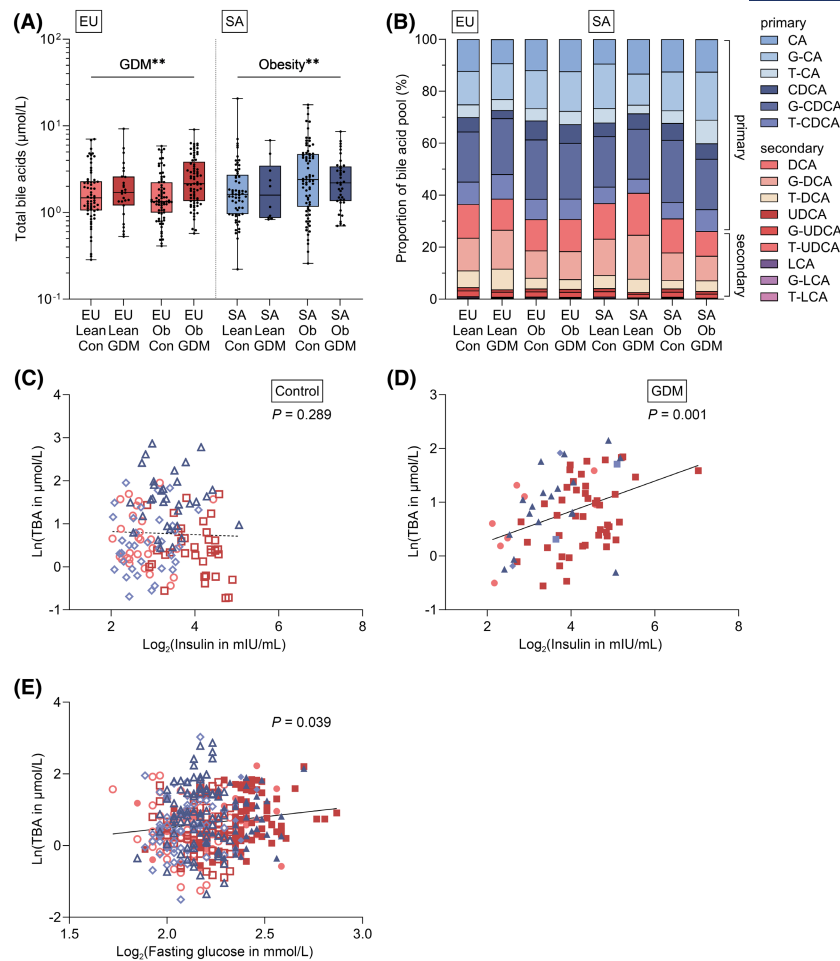 (A)
EU
SA
GDM**
Obesity**
Total bile acids (µmol/L)
10²
10¹
10⁰
10⁻¹
EU Lean Con
EU Lean GDM
EU Ob Con
EU Ob GDM
SA Lean Con
SA Lean GDM
SA Ob Con
SA Ob GDM
(B)
EU
SA
Proportion of bile acid pool (%)
100
80
60
40
20
0
primary
secondary
EU Lean Con
EU Lean GDM
EU Ob Con
EU Ob GDM
SA Lean Con
SA Lean GDM
SA Ob Con
SA Ob GDM
primary
CA
G-CA
T-CA
CDCA
G-CDCA
T-CDCA
secondary
DCA
G-DCA
T-DCA
UDCA
G-UDCA
T-UDCA
LCA
G-LCA
T-LCA
(C)
Control
P = 0.289
Ln(TBA in µmol/L)
4
3
2
1
0
-1
2
4
6
8
Log₂(Insulin in mIU/mL)
(D)
GDM
P = 0.001
Ln(TBA in µmol/L)
3
2
1
0
-1
2
4
6
8
Log₂(Insulin in mIU/mL)
(E)
P = 0.039
Ln(TBA in µmol/L)
4
2
0
-2
1.5
2.0
2.5
3.0
Log₂(Fasting glucose in mmol/L)